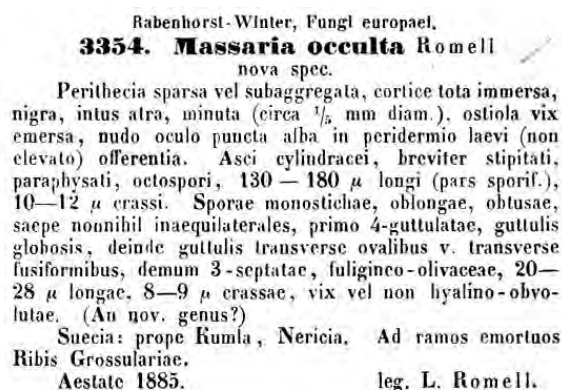 Rabenhorst-Winter, Fungi europaei.
3354. Massaria occulta Romell
nova spec.
Perithecia sparsa vel subaggregata, cortice tota immersa,
nigra, intus atra, minuta (circa 1/5 mm diam.), ostiola vix
emersa, nudo oculo puncta alba in peridermio laevi (non
elevato) offerentia. Asci cylindracei, breviter stipitati,
paraphysati, octospori, 130 — 180 µ longi (pars sporif.),
10—12 µ crassi. Sporae monostichae, oblongae, obtusae,
saepe nonnihil inaequilaterales, primo 4-guttulatae, guttulis
globosis, deinde guttulis transverse ovalibus v. transverse
fusiformibus, demum 3-septatae, fuligineo-olivaceae, 20—
28 µ longae, 8—9 µ crassae, vix vel non hyalino-obvo-
lutae. (An nov. genus?)
Suecia: prope Kumla, Nericia. Ad ramos emortuos
Ribis Grossulariae.
Aestate 1885. leg. L. Romell.